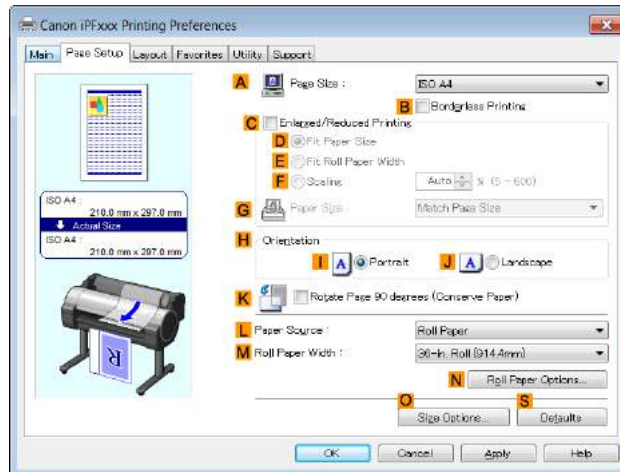 Canon iPFxxx Printing Preferences
Main Page Setup Layout Favorites Utility Support
A Page Size : ISO A4
B Borderless Printing
C Enlarged/Reduced Printing
D Fit Paper Size
E Fit Roll Paper Width
F Scaling Auto % (5 - 600)
G Paper Size : Match Page Size
ISO A4 :
210.0 mm x 297.0 mm
Actual Size
ISO A4 :
210.0 mm x 297.0 mm
H Orientation
I A Portrait J A Landscape
K Rotate Page 90 degrees (Conserve Paper)
L Paper Source : Roll Paper
M Roll Paper Width : 36-in. Roll (914.4mm)
R
N Roll Paper Options...
O S
Size Options... Defaults
OK Cancel Apply Help